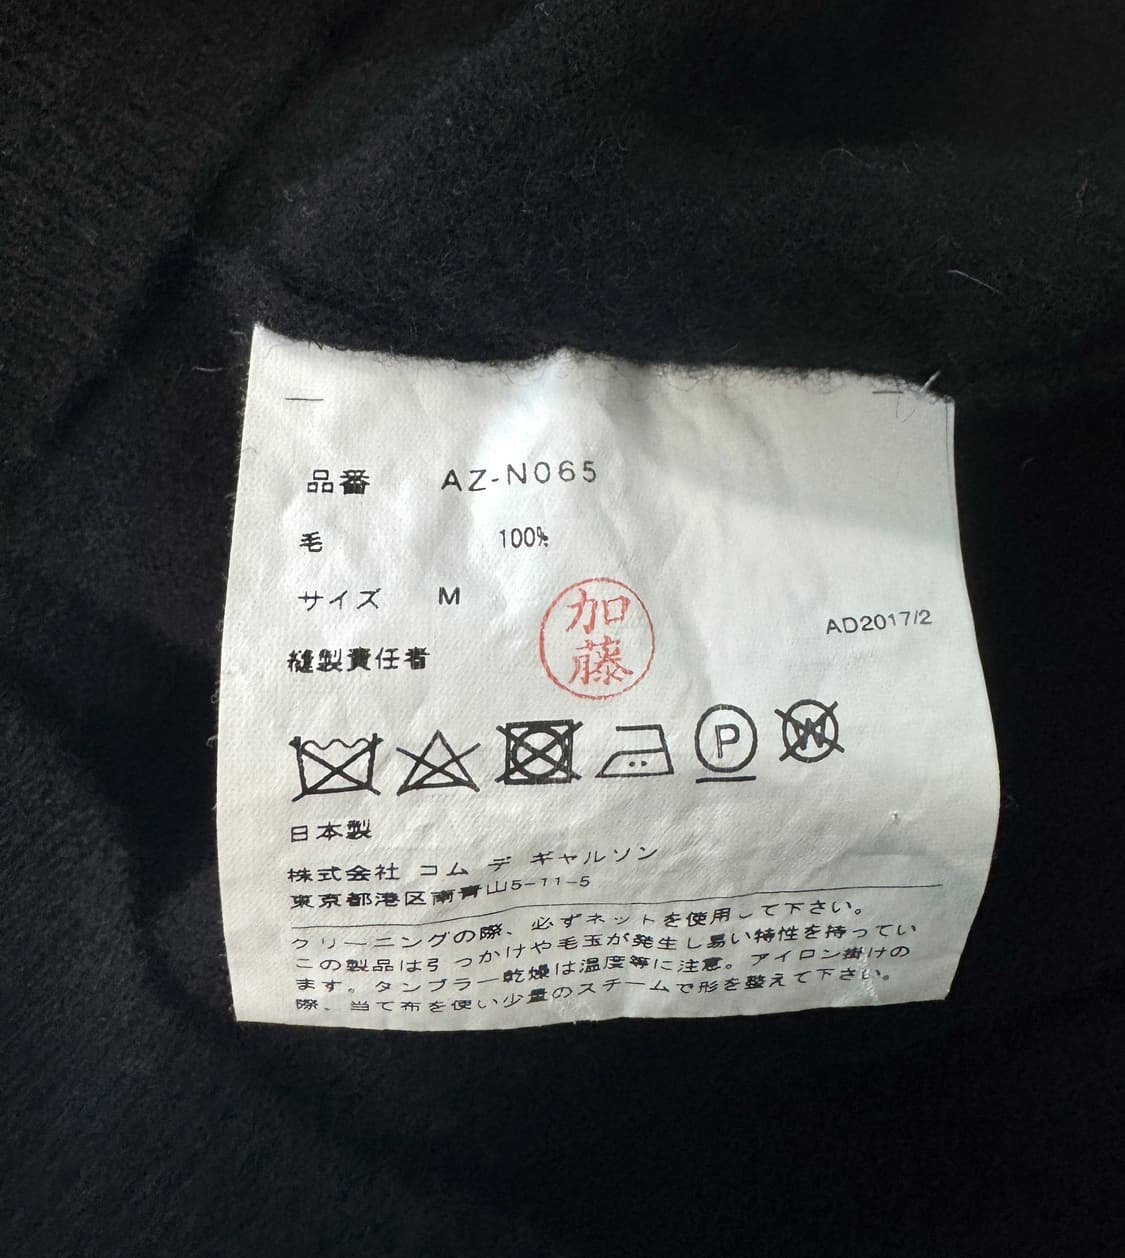 品番 AZ-N065
毛 100%
サイズ M
縫製責任者
加藤
AD2017/2
P
W
日本製
株式会社 コム デ ギャルソン
東京都港区南青山5-11-5
クリーニングの際、必ずネットを使用して下さい。
この製品は引っかけや毛玉が発生し易い特性を持ってい
ます。タンブラー乾燥は温度等に注意。アイロン掛けの
際、当て布を使い少量のスチームで形を整えて下さい。